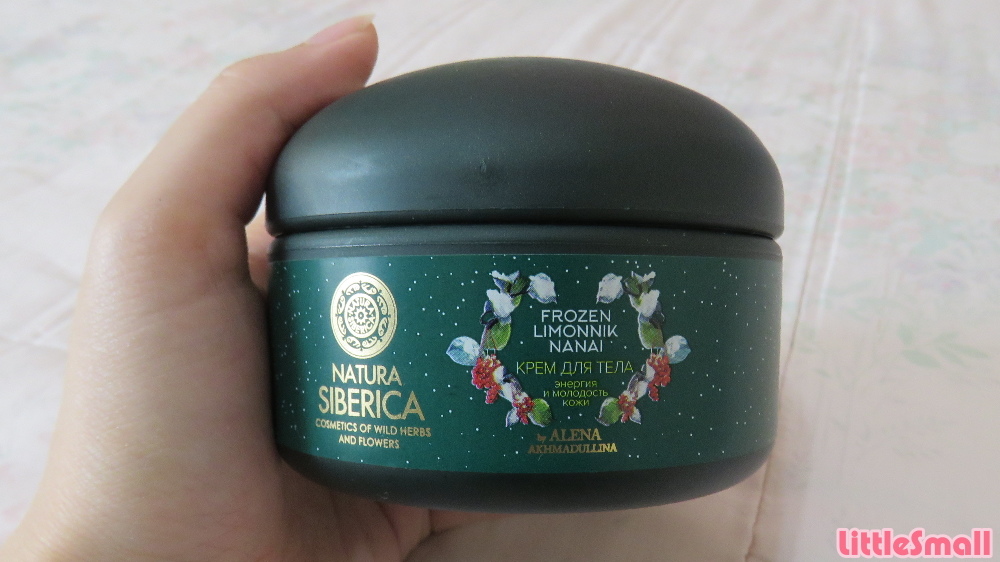 NATURA
SIBERICA
COSMETICS OF WILD HERBS
AND FLOWERS
FROZEN
LIMONNIK
NANAI
КРЕМ ДЛЯ ТЕЛА
энергия
и молодость
кожи
by ALENA
AKHMADULLINA
LittleSmall